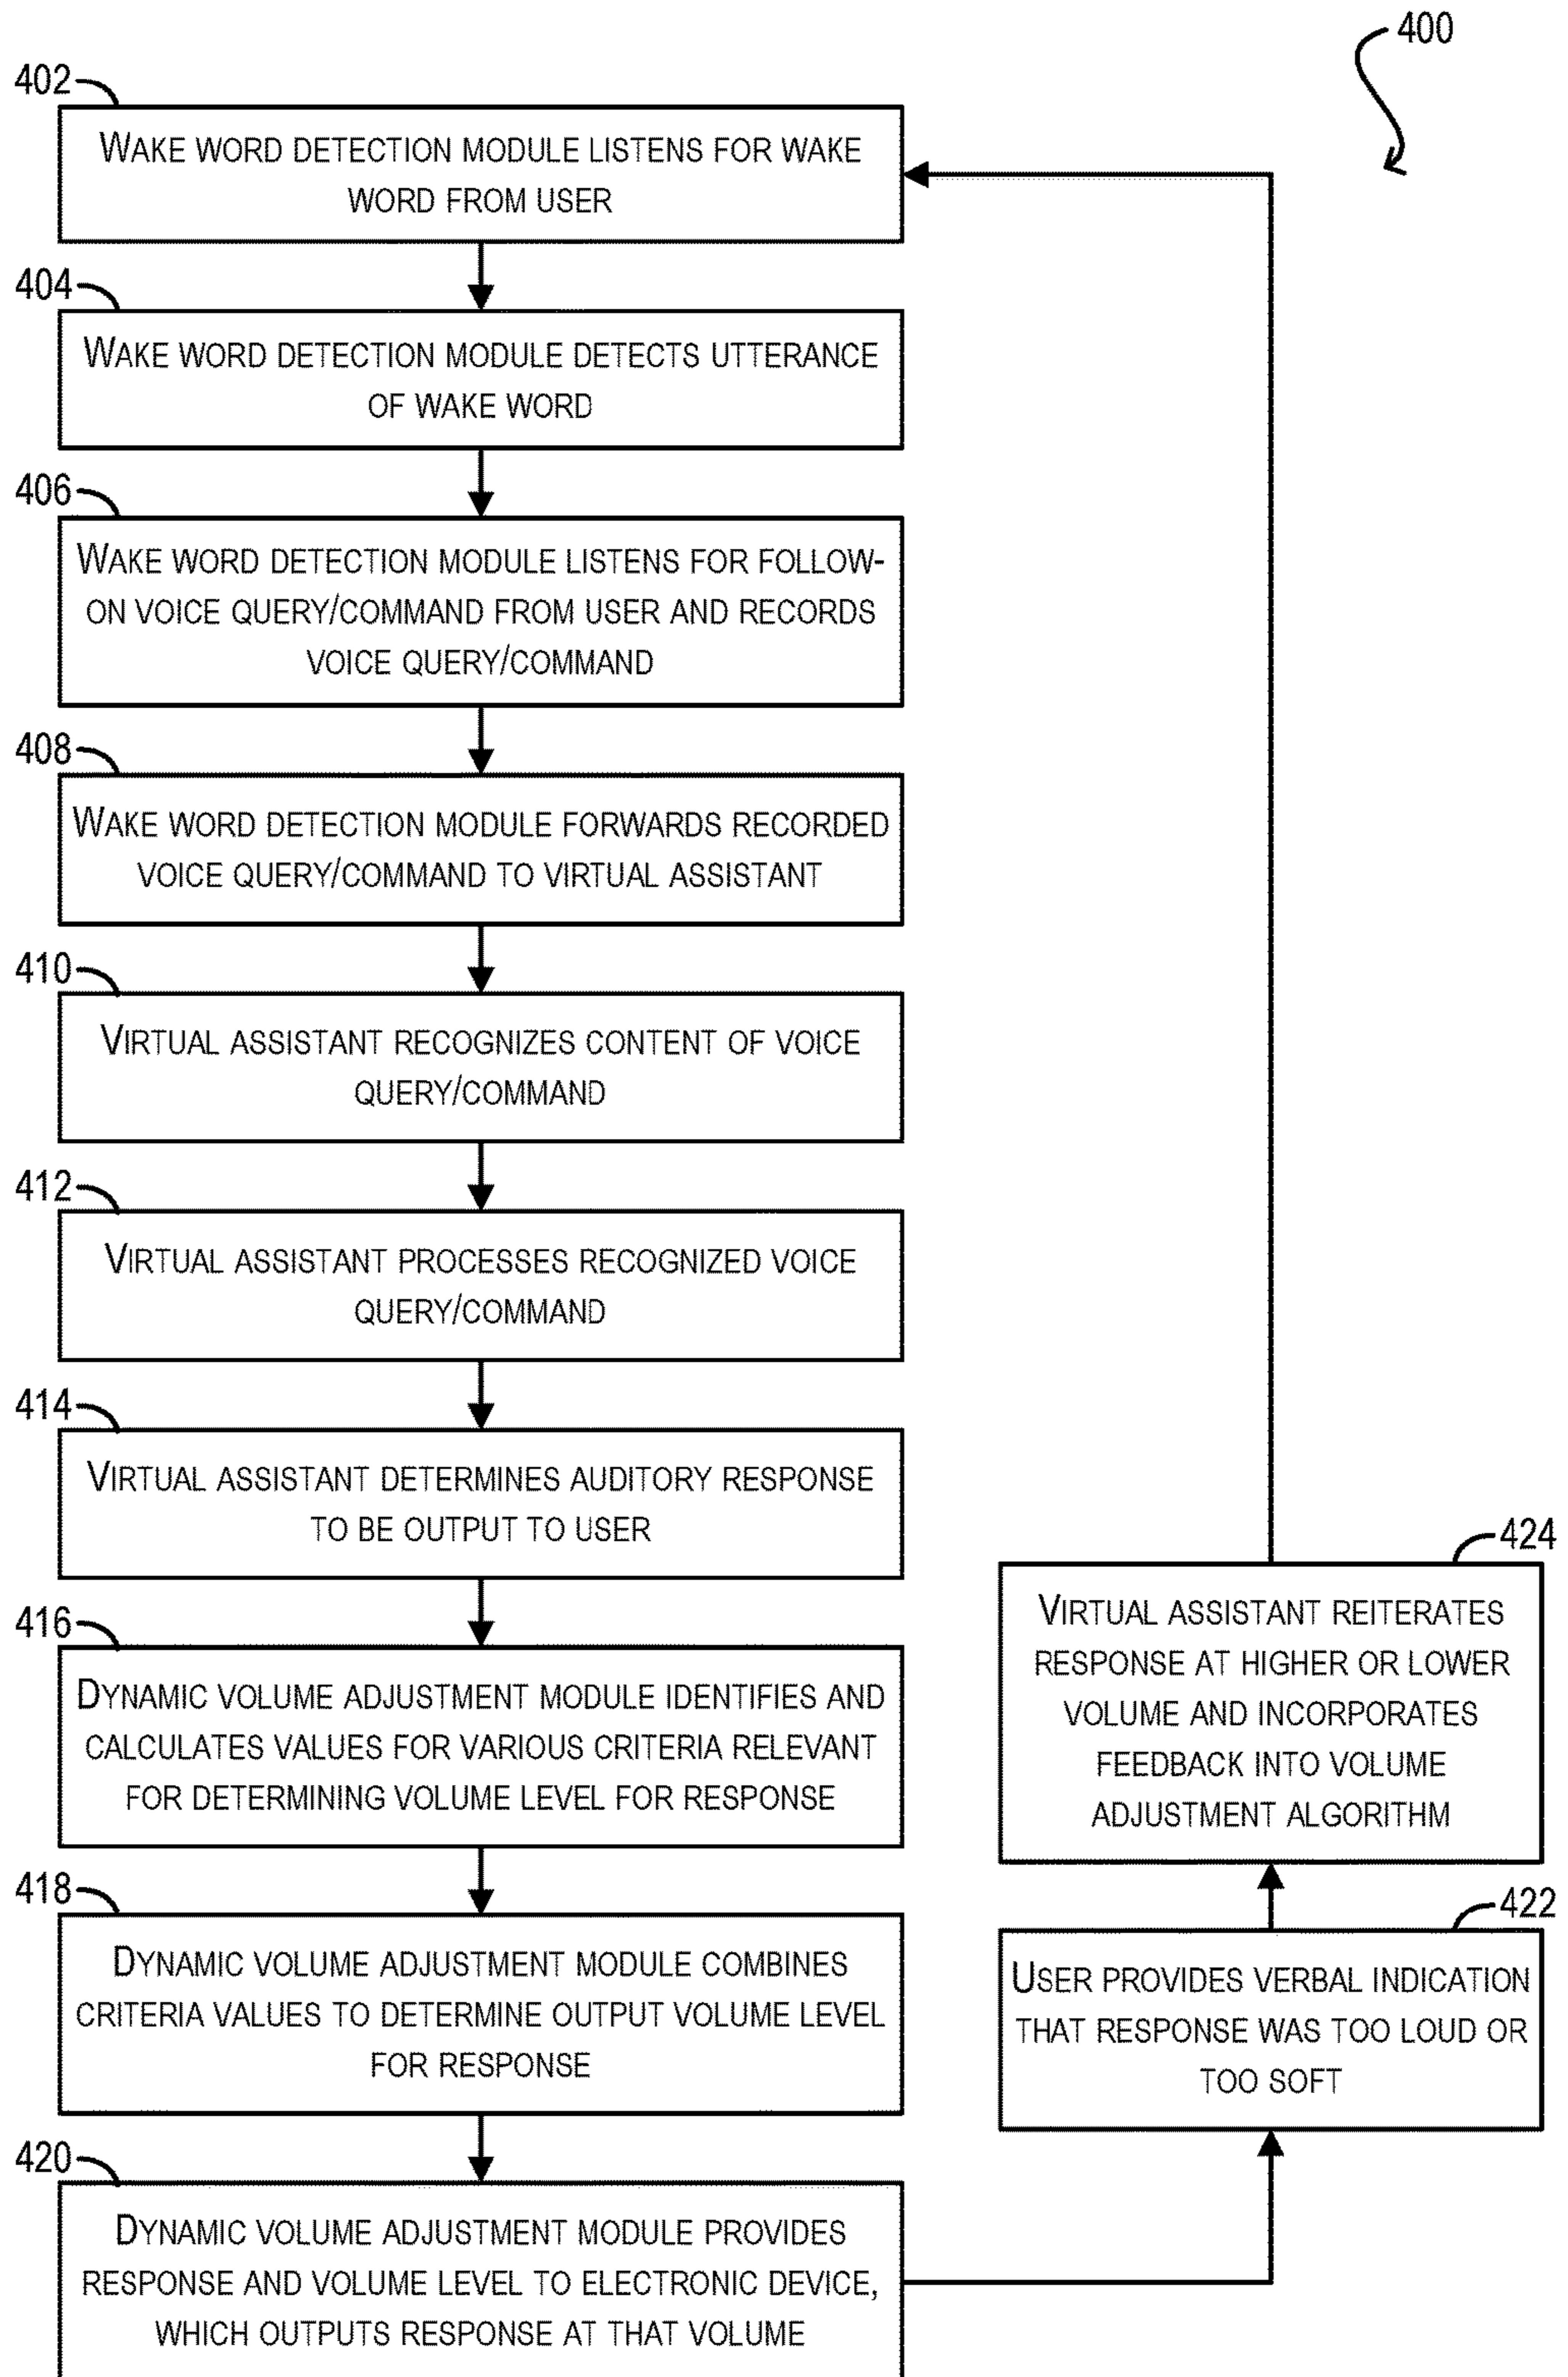 400
402
WAKE WORD DETECTION MODULE LISTENS FOR WAKE
WORD FROM USER
404
WAKE WORD DETECTION MODULE DETECTS UTTERANCE
OF WAKE WORD
406
WAKE WORD DETECTION MODULE LISTENS FOR FOLLOW-
ON VOICE QUERY/COMMAND FROM USER AND RECORDS
VOICE QUERY/COMMAND
408
WAKE WORD DETECTION MODULE FORWARDS RECORDED
VOICE QUERY/COMMAND TO VIRTUAL ASSISTANT
410
VIRTUAL ASSISTANT RECOGNIZES CONTENT OF VOICE
QUERY/COMMAND
412
VIRTUAL ASSISTANT PROCESSES RECOGNIZED VOICE
QUERY/COMMAND
414
VIRTUAL ASSISTANT DETERMINES AUDITORY RESPONSE
TO BE OUTPUT TO USER
416
DYNAMIC VOLUME ADJUSTMENT MODULE IDENTIFIES AND
CALCULATES VALUES FOR VARIOUS CRITERIA RELEVANT
FOR DETERMINING VOLUME LEVEL FOR RESPONSE
418
DYNAMIC VOLUME ADJUSTMENT MODULE COMBINES
CRITERIA VALUES TO DETERMINE OUTPUT VOLUME LEVEL
FOR RESPONSE
420
DYNAMIC VOLUME ADJUSTMENT MODULE PROVIDES
RESPONSE AND VOLUME LEVEL TO ELECTRONIC DEVICE,
WHICH OUTPUTS RESPONSE AT THAT VOLUME
422
USER PROVIDES VERBAL INDICATION
THAT RESPONSE WAS TOO LOUD OR
TOO SOFT
424
VIRTUAL ASSISTANT REITERATES
RESPONSE AT HIGHER OR LOWER
VOLUME AND INCORPORATES
FEEDBACK INTO VOLUME
ADJUSTMENT ALGORITHM